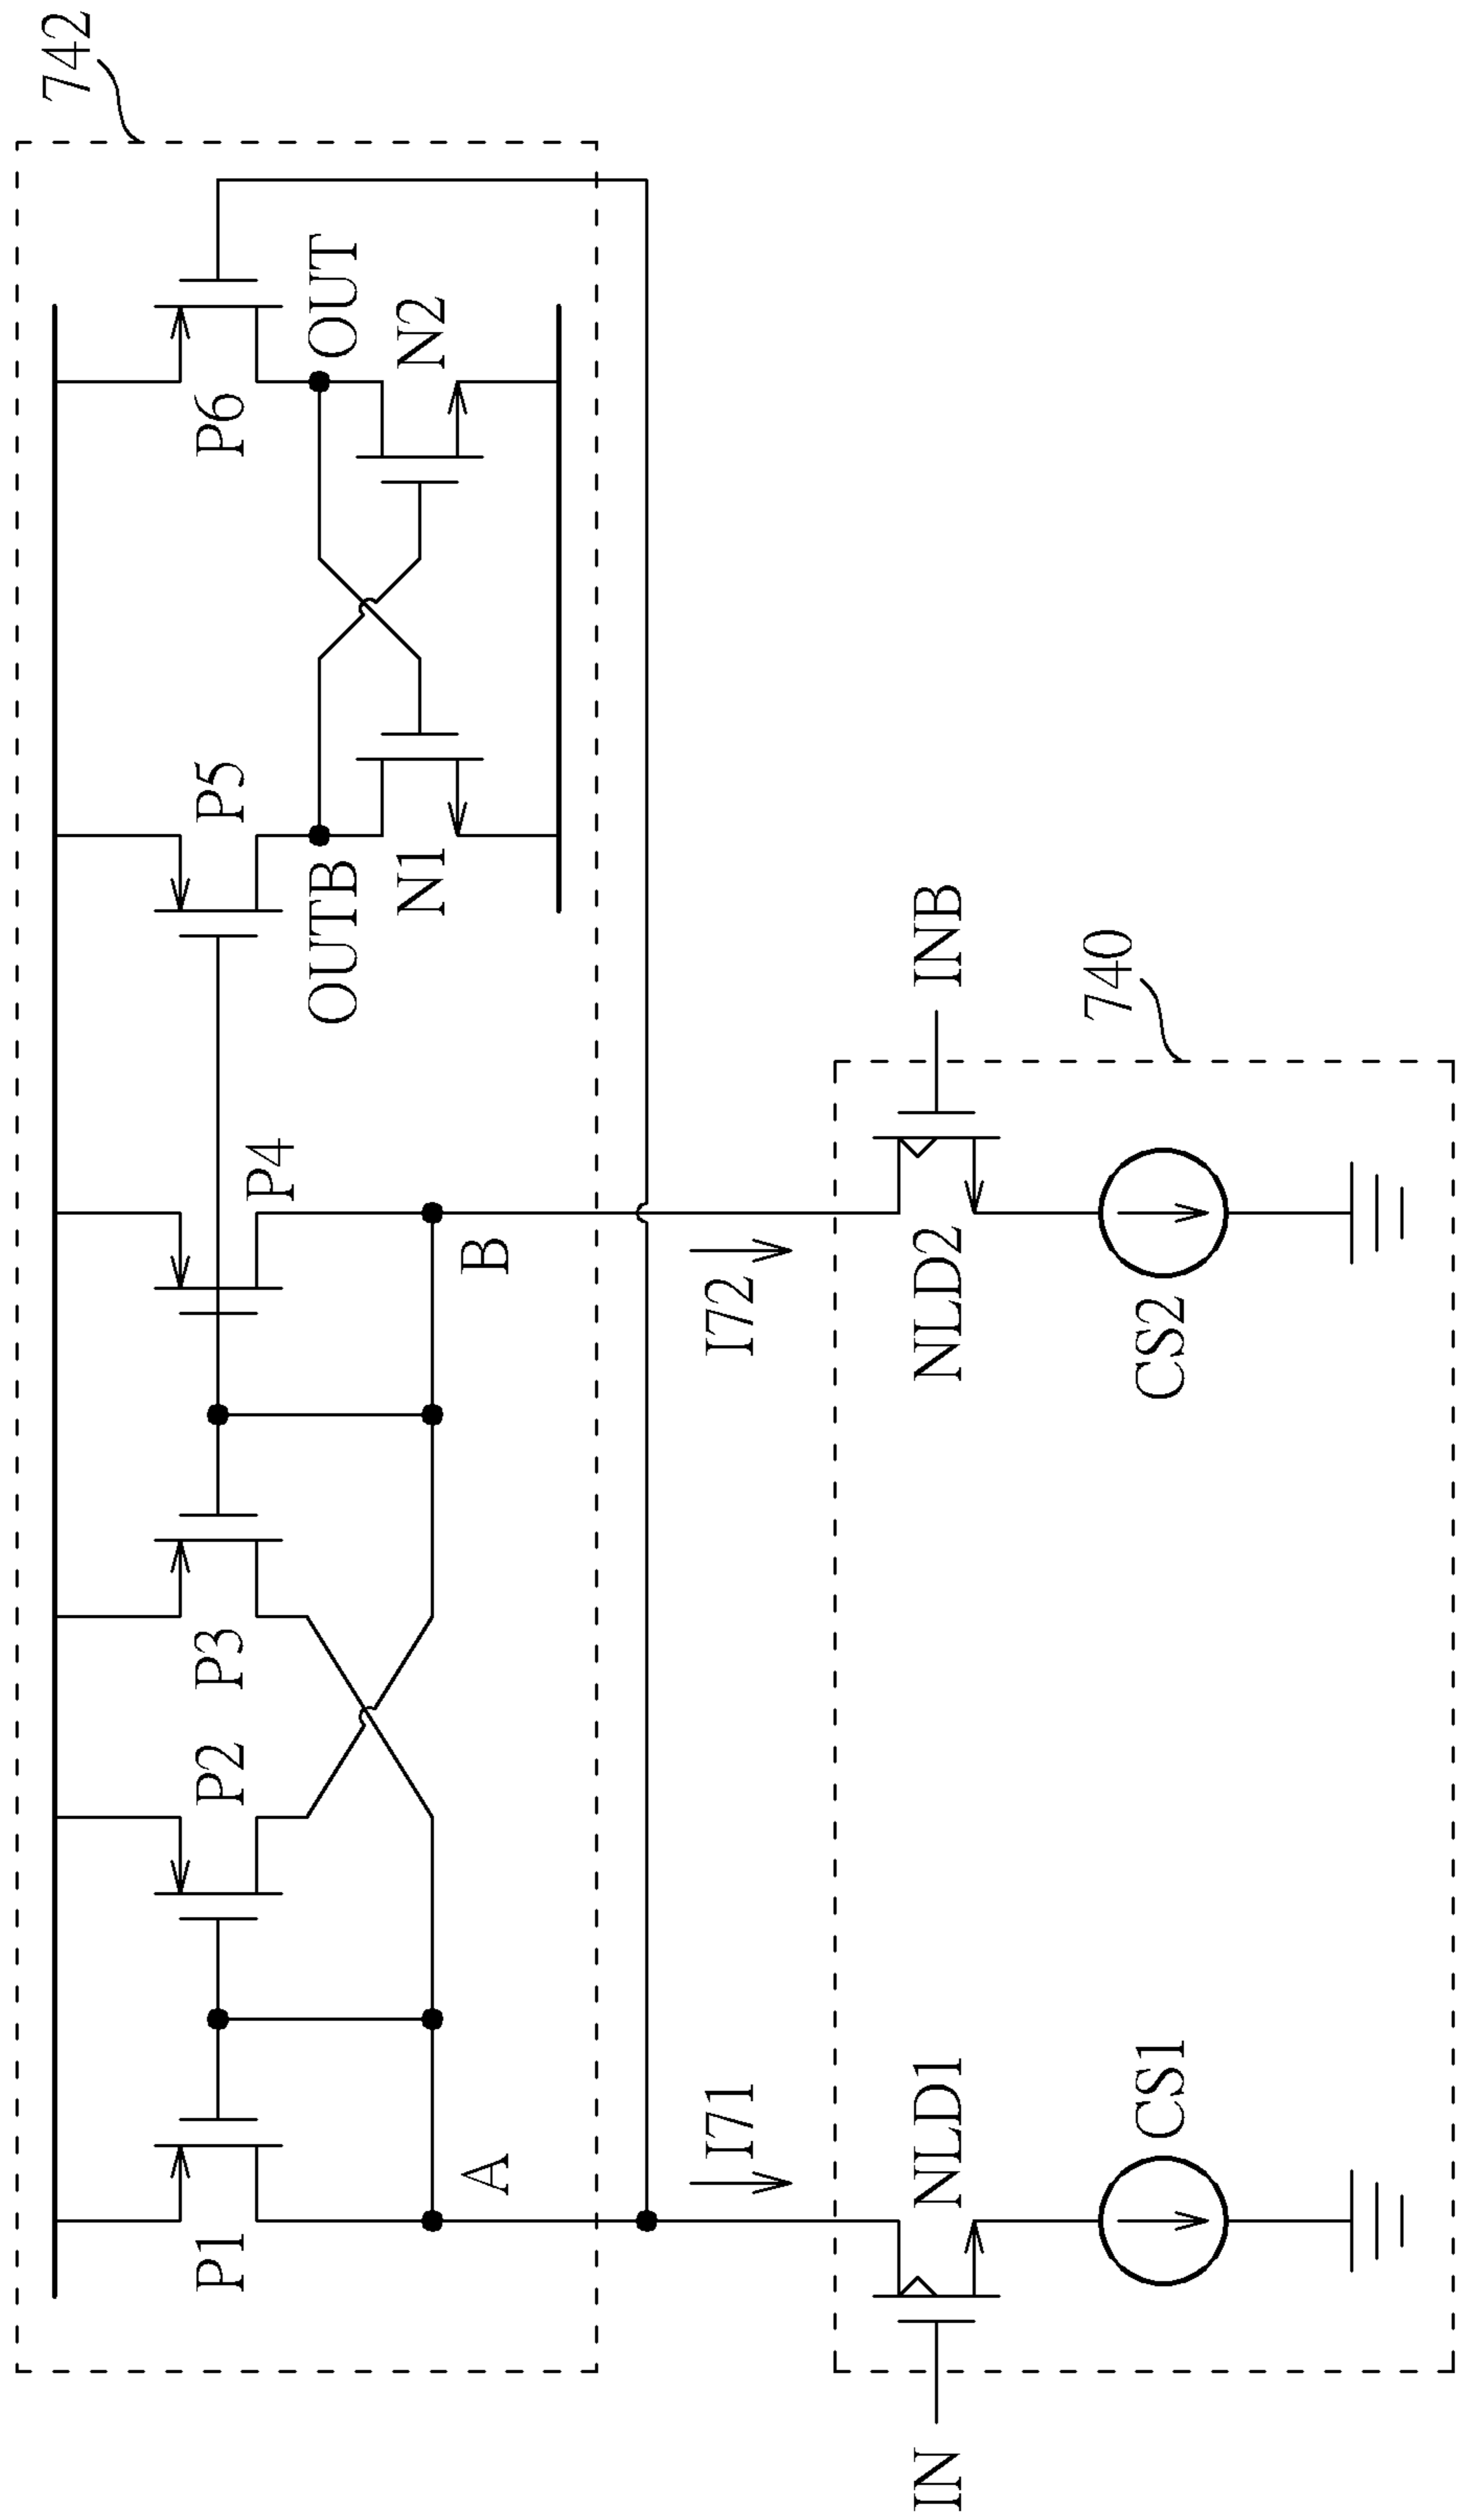 742
P1
P2
P3
P4
P5
P6
OUTB
OUT
N1
N2
A
B
I71
I72
IN
NLD1
NLD2
INB
740
CS1
CS2